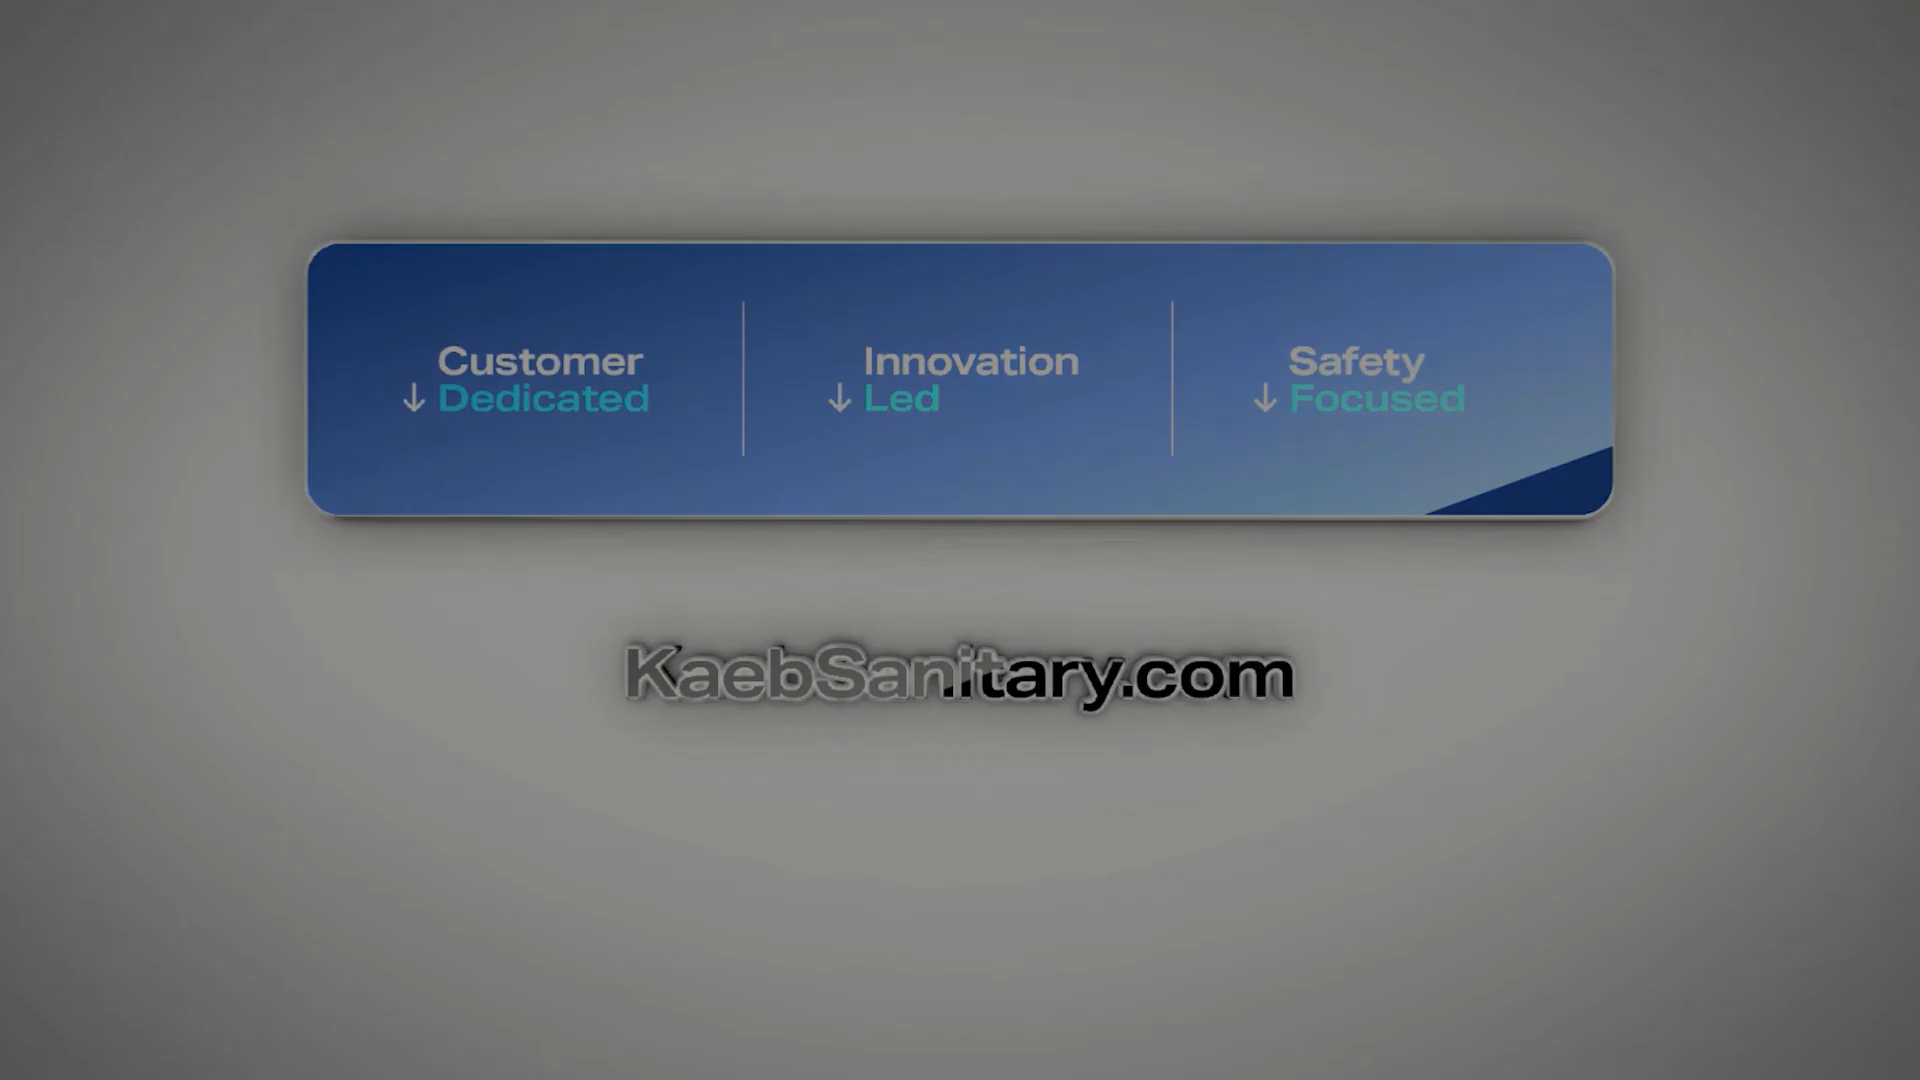 Customer
↓ Dedicated
Innovation
↓ Led
Safety
↓ Focused
KaebSanitary.com